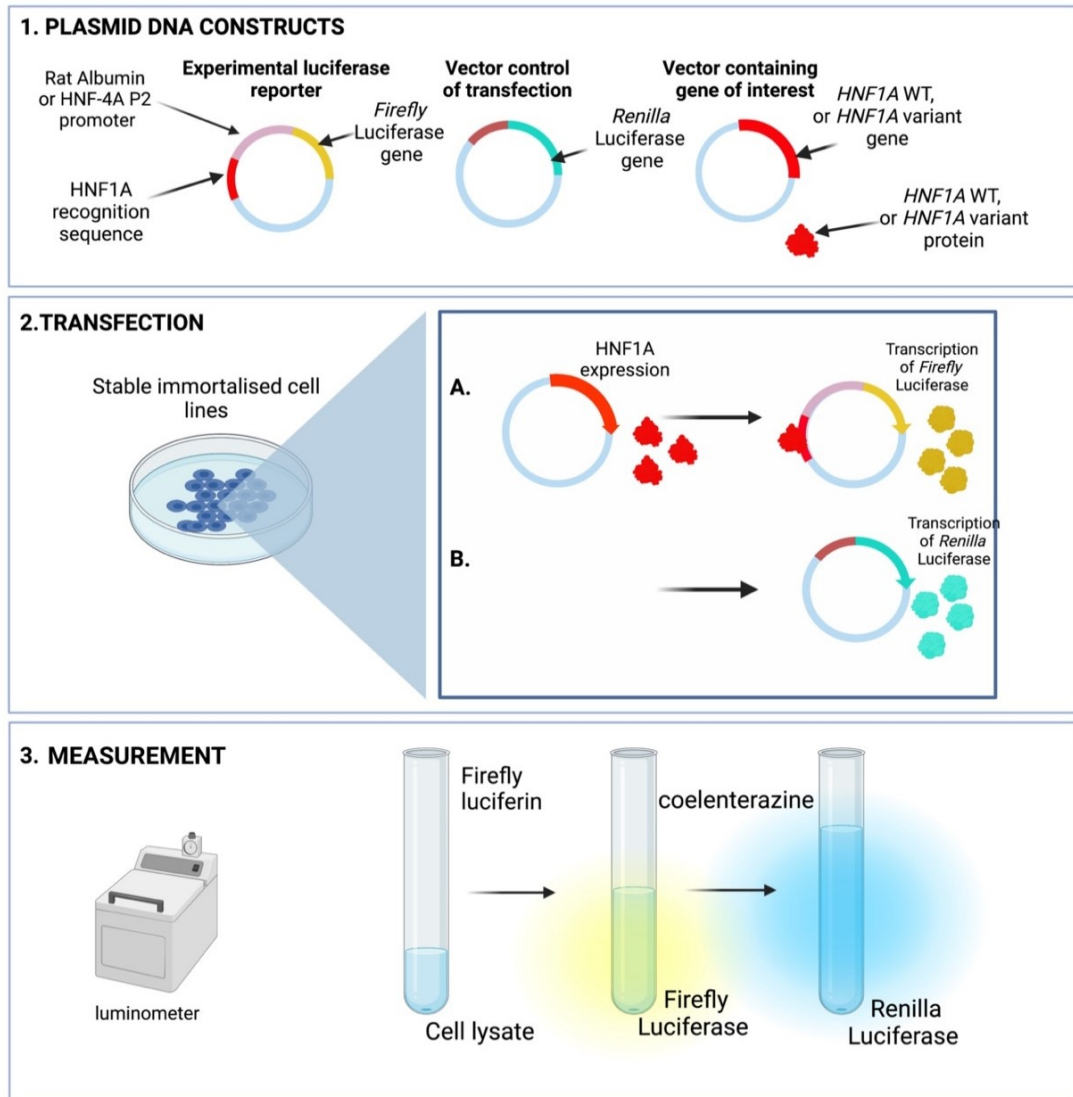 1. PLASMID DNA CONSTRUCTS
Rat Albumin
or HNF-4A P2
promoter
HNF1A
recognition
sequence
Experimental luciferase
reporter
Firefly
Luciferase
gene
Vector control
of transfection
Renilla
Luciferase
gene
Vector containing
gene of interest
HNF1A WT,
or HNF1A variant
gene
HNF1A WT,
or HNF1A variant
protein
2.TRANSFECTION
Stable immortalised cell
lines
A.
HNF1A
expression
Transcription
of Firefly
Luciferase
B.
Transcription
of Renilla
Luciferase
3. MEASUREMENT
luminometer
Firefly
luciferin
coelenterazine
Cell lysate
Firefly
Luciferase
Renilla
Luciferase